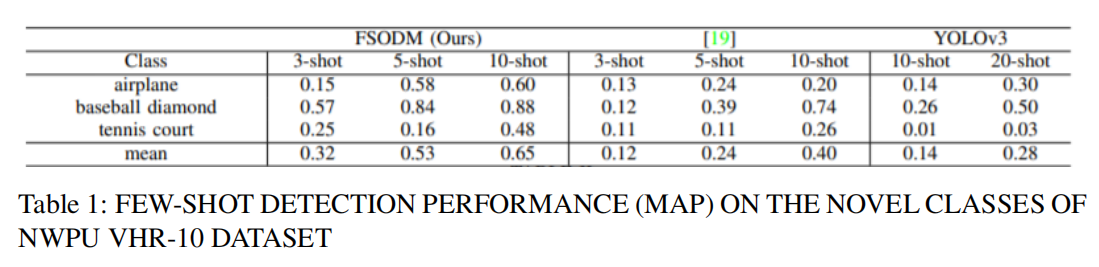 FSODM (Ours) [19] YOLOv3
Class 3-shot 5-shot 10-shot 3-shot 5-shot 10-shot 10-shot 20-shot
airplane 0.15 0.58 0.60 0.13 0.24 0.20 0.14 0.30
baseball diamond 0.57 0.84 0.88 0.12 0.39 0.74 0.26 0.50
tennis court 0.25 0.16 0.48 0.11 0.11 0.26 0.01 0.03
mean 0.32 0.53 0.65 0.12 0.24 0.40 0.14 0.28
Table 1: FEW-SHOT DETECTION PERFORMANCE (MAP) ON THE NOVEL CLASSES OF
NWPU VHR-10 DATASET